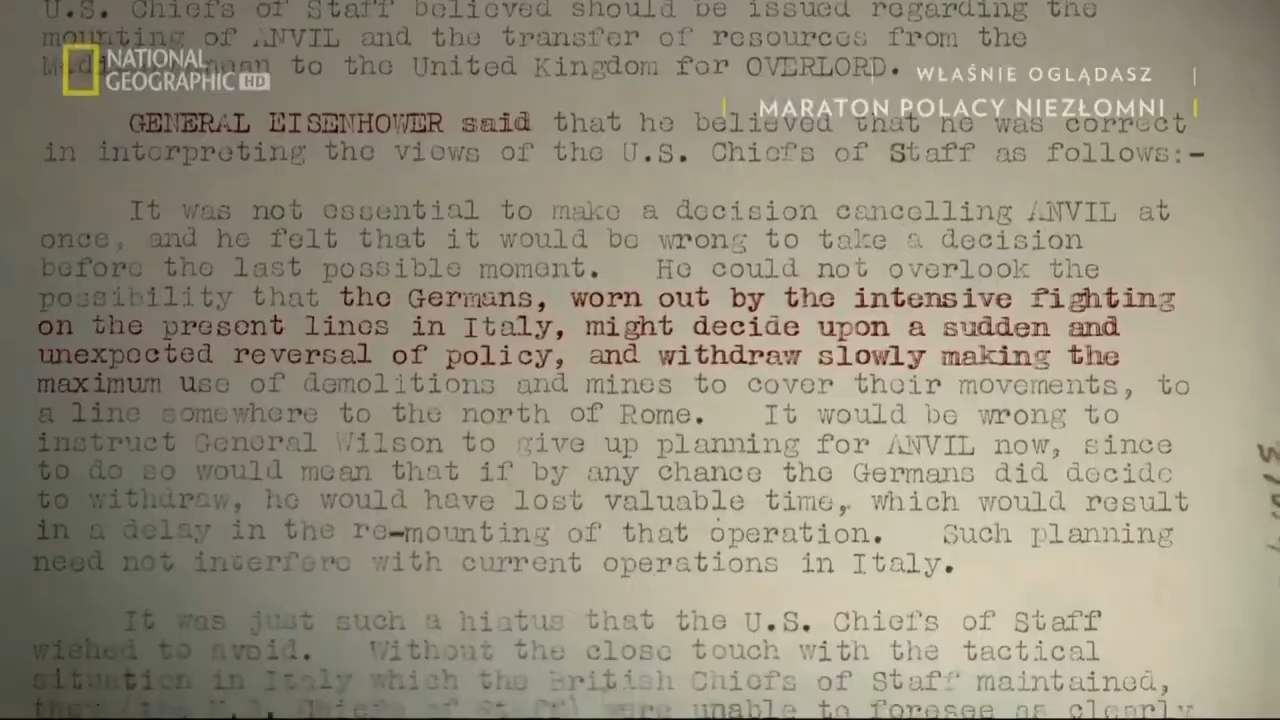 U.S. Chiefs of Staff believed should be issued regarding the
mounting of ANVIL and the transfer of resources from the
to the United Kingdom for OVERLORD.
NATIONAL
GEOGRAPHIC HD
WŁAŚNIE OGLĄDASZ
MARATON POLACY NIEZŁOMNI
GENERAL EISENHOWER said that he believed that he was correct
in interpreting the views of the U.S. Chiefs of Staff as follows:-
It was not essential to make a decision cancelling ANVIL at
once, and he felt that it would be wrong to take a decision
before the last possible moment. He could not overlook the
possibility that the Germans, worn out by the intensive fighting
on the present lines in Italy, might decide upon a sudden and
unexpected reversal of policy, and withdraw slowly making the
maximum use of demolitions and mines to cover their movements, to
a line somewhere to the north of Rome. It would be wrong to
instruct General Wilson to give up planning for ANVIL now, since
to do so would mean that if by any chance the Germans did decide
to withdraw, he would have lost valuable time, which would result
in a delay in the re-mounting of that operation. Such planning
need not interfere with current operations in Italy.
It was just such a hiatus that the U.S. Chiefs of Staff
wished to avoid. Without the close touch with the tactical
situation in Italy which the British Chiefs of Staff maintained,
they (the U.S. Chiefs of Staff) were unable to foresee as clearly